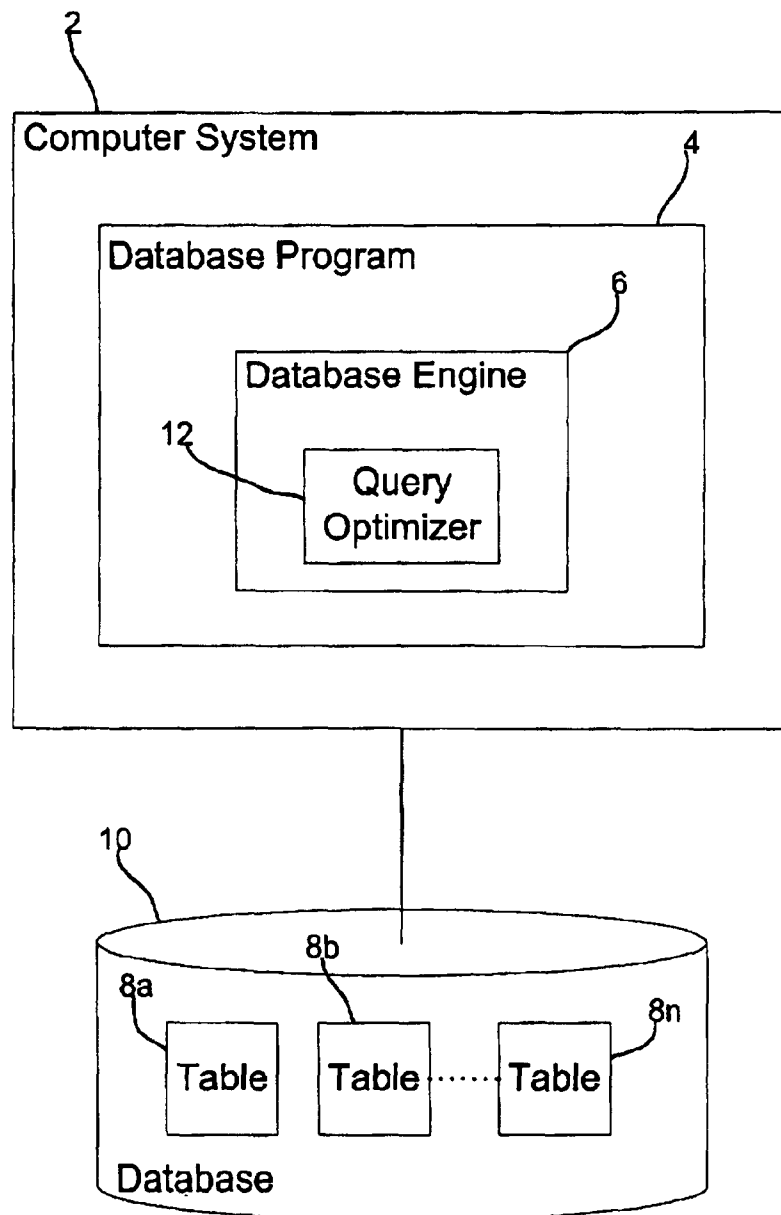 2
Computer System
4
Database Program
6
Database Engine
12
Query
Optimizer
10
8a
8b
8n
Table
Table
Table
Database